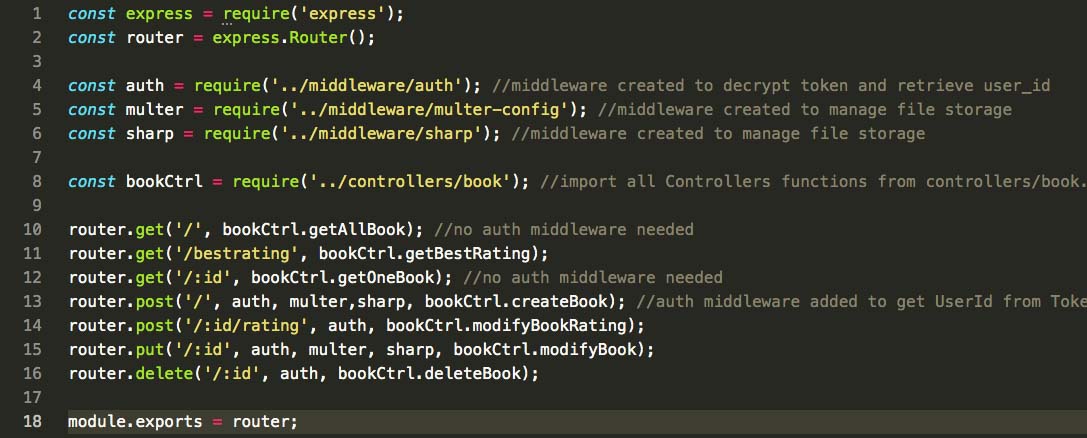 1 const express = require('express');
2 const router = express.Router();
3
4 const auth = require('../middleware/auth'); //middleware created to decrypt token and retrieve user_id
5 const multer = require('../middleware/multer-config'); //middleware created to manage file storage
6 const sharp = require('../middleware/sharp'); //middleware created to manage file storage
7
8 const bookCtrl = require('../controllers/book'); //import all Controllers functions from controllers/book.
9
10 router.get('/', bookCtrl.getAllBook); //no auth middleware needed
11 router.get('/bestrating', bookCtrl.getBestRating);
12 router.get('/:id', bookCtrl.getOneBook); //no auth middleware needed
13 router.post('/', auth, multer,sharp, bookCtrl.createBook); //auth middleware added to get UserId from Toke
14 router.post('/:id/rating', auth, bookCtrl.modifyBookRating);
15 router.put('/:id', auth, multer, sharp, bookCtrl.modifyBook);
16 router.delete('/:id', auth, bookCtrl.deleteBook);
17
18 module.exports = router;